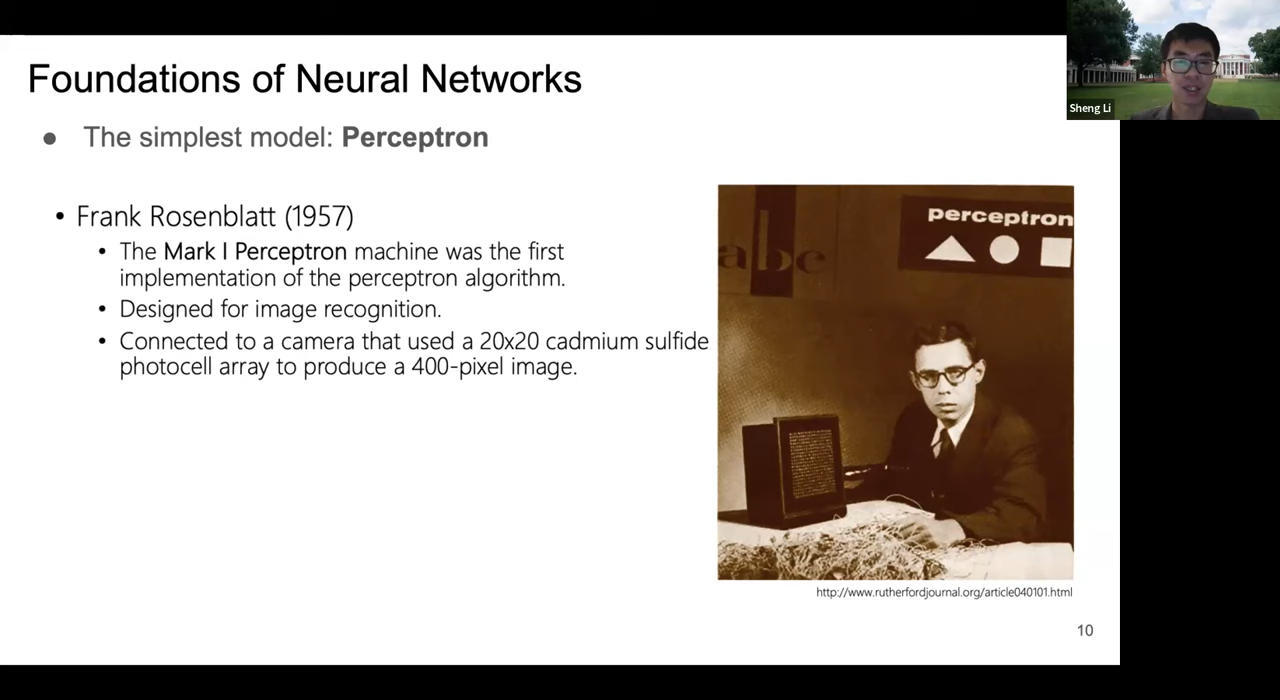 Foundations of Neural Networks
Sheng Li
● The simplest model: Perceptron
• Frank Rosenblatt (1957)
• The Mark I Perceptron machine was the first
implementation of the perceptron algorithm.
• Designed for image recognition.
• Connected to a camera that used a 20x20 cadmium sulfide
photocell array to produce a 400-pixel image.
perceptron
abc
http://www.rutherfordjournal.org/article040101.html
10